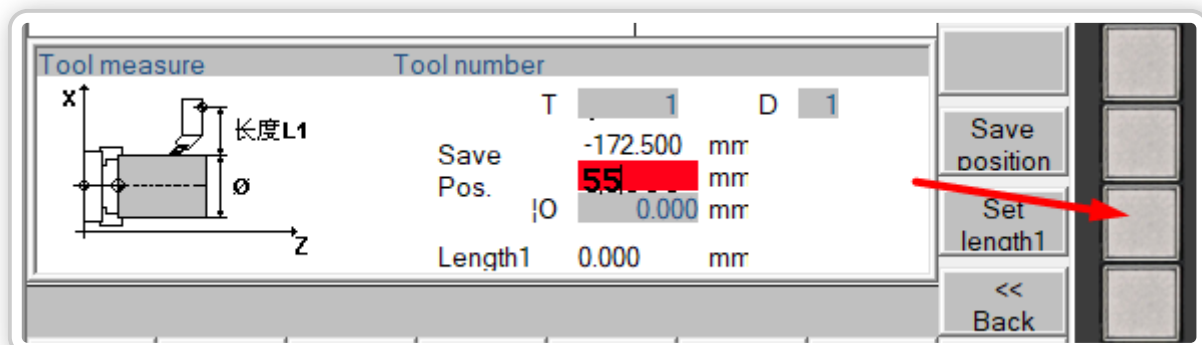 Tool measure
Tool number
X
长度L1
Ø
Z
T 1 D 1
Save -172.500 mm
Pos. 55 mm
¦O 0.000 mm
Length1 0.000 mm
Save
position
Set
length1
<<
Back